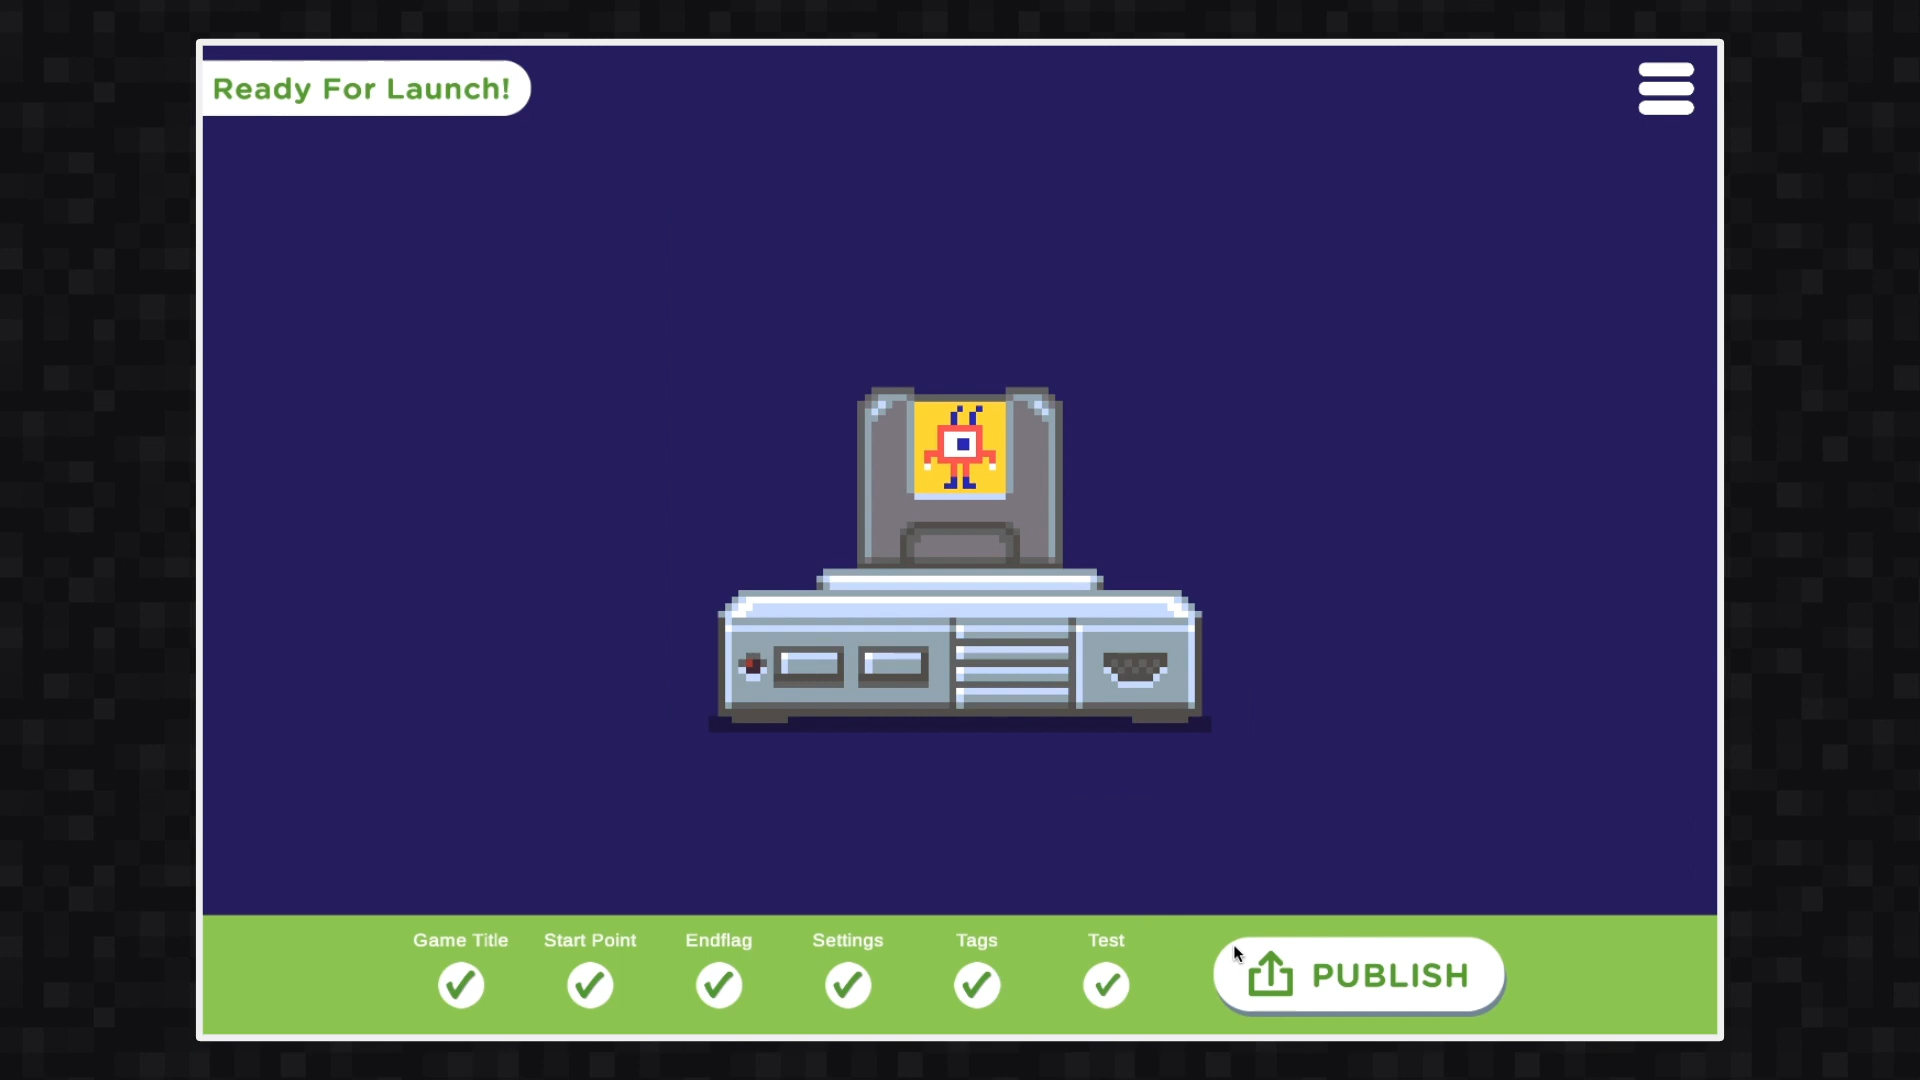 Ready For Launch!
Game Title
Start Point
Endflag
Settings
Tags
Test
PUBLISH